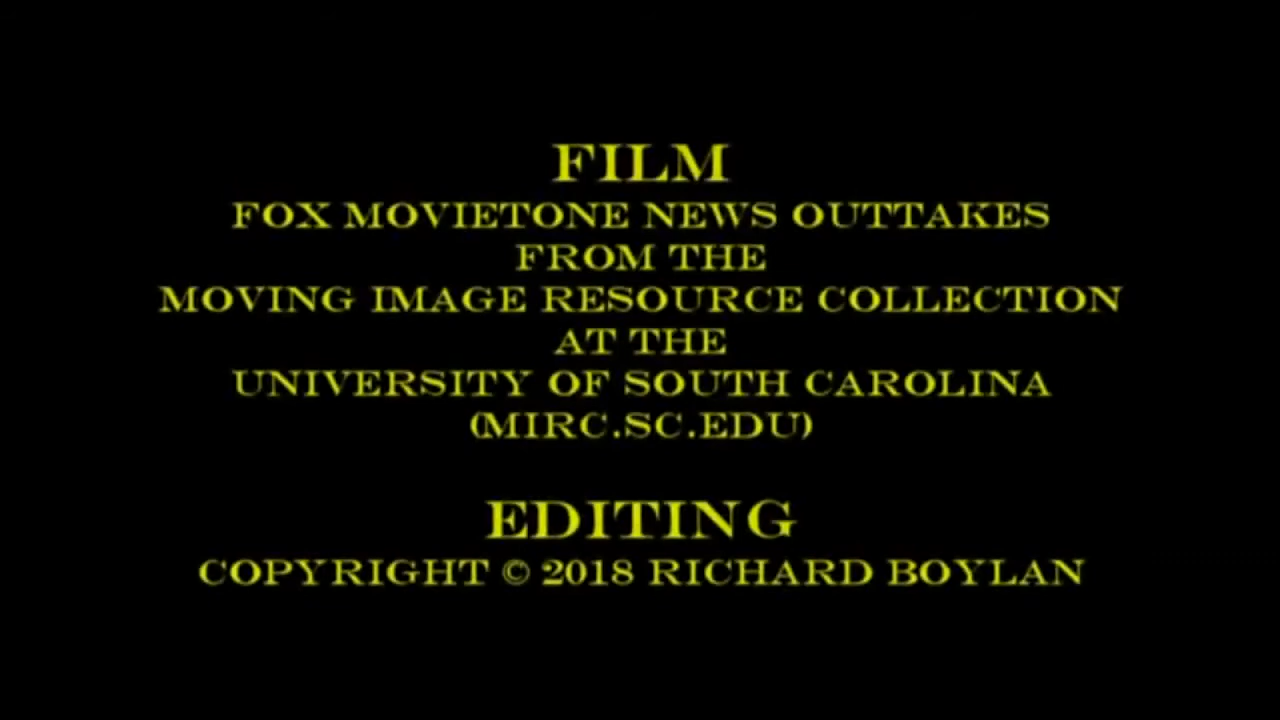 FILM
FOX MOVIETONE NEWS OUTTAKES
FROM THE
MOVING IMAGE RESOURCE COLLECTION
AT THE
UNIVERSITY OF SOUTH CAROLINA
(MIRC.SC.EDU)
EDITING
COPYRIGHT © 2018 RICHARD BOYLAN